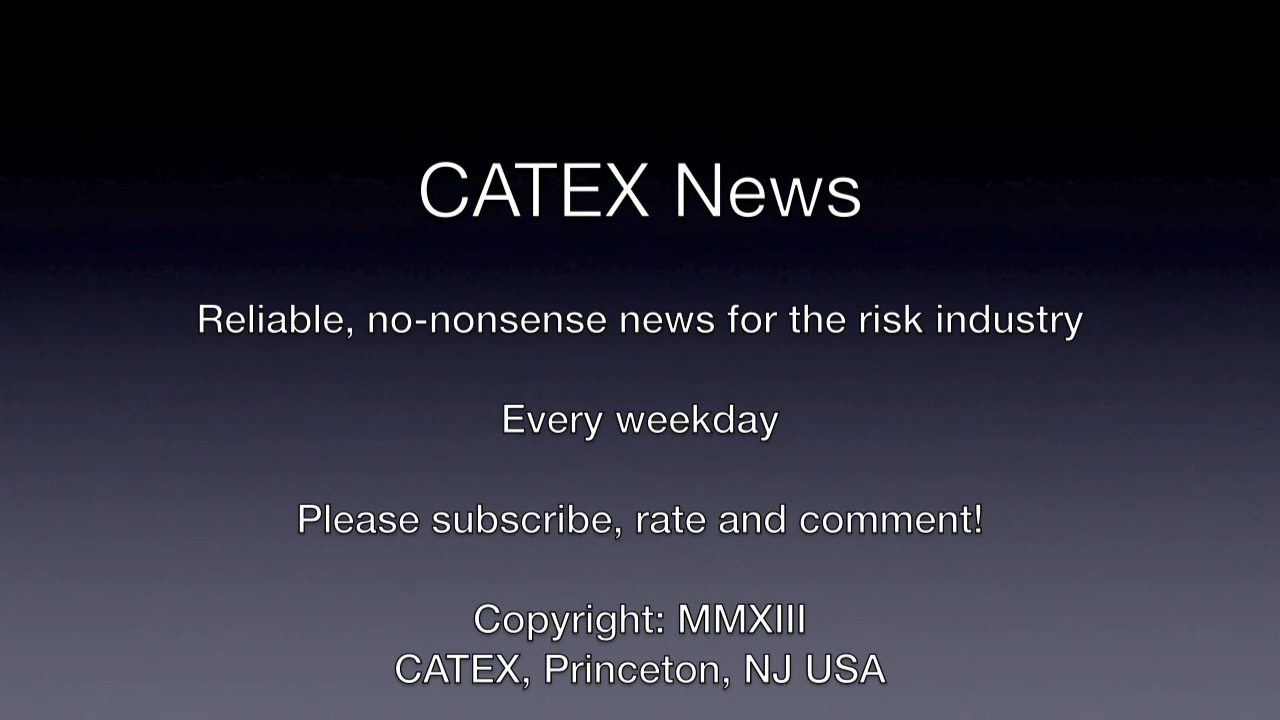 CATEX News
Reliable, no-nonsense news for the risk industry
Every weekday
Please subscribe, rate and comment!
Copyright: MMXIII
CATEX, Princeton, NJ USA